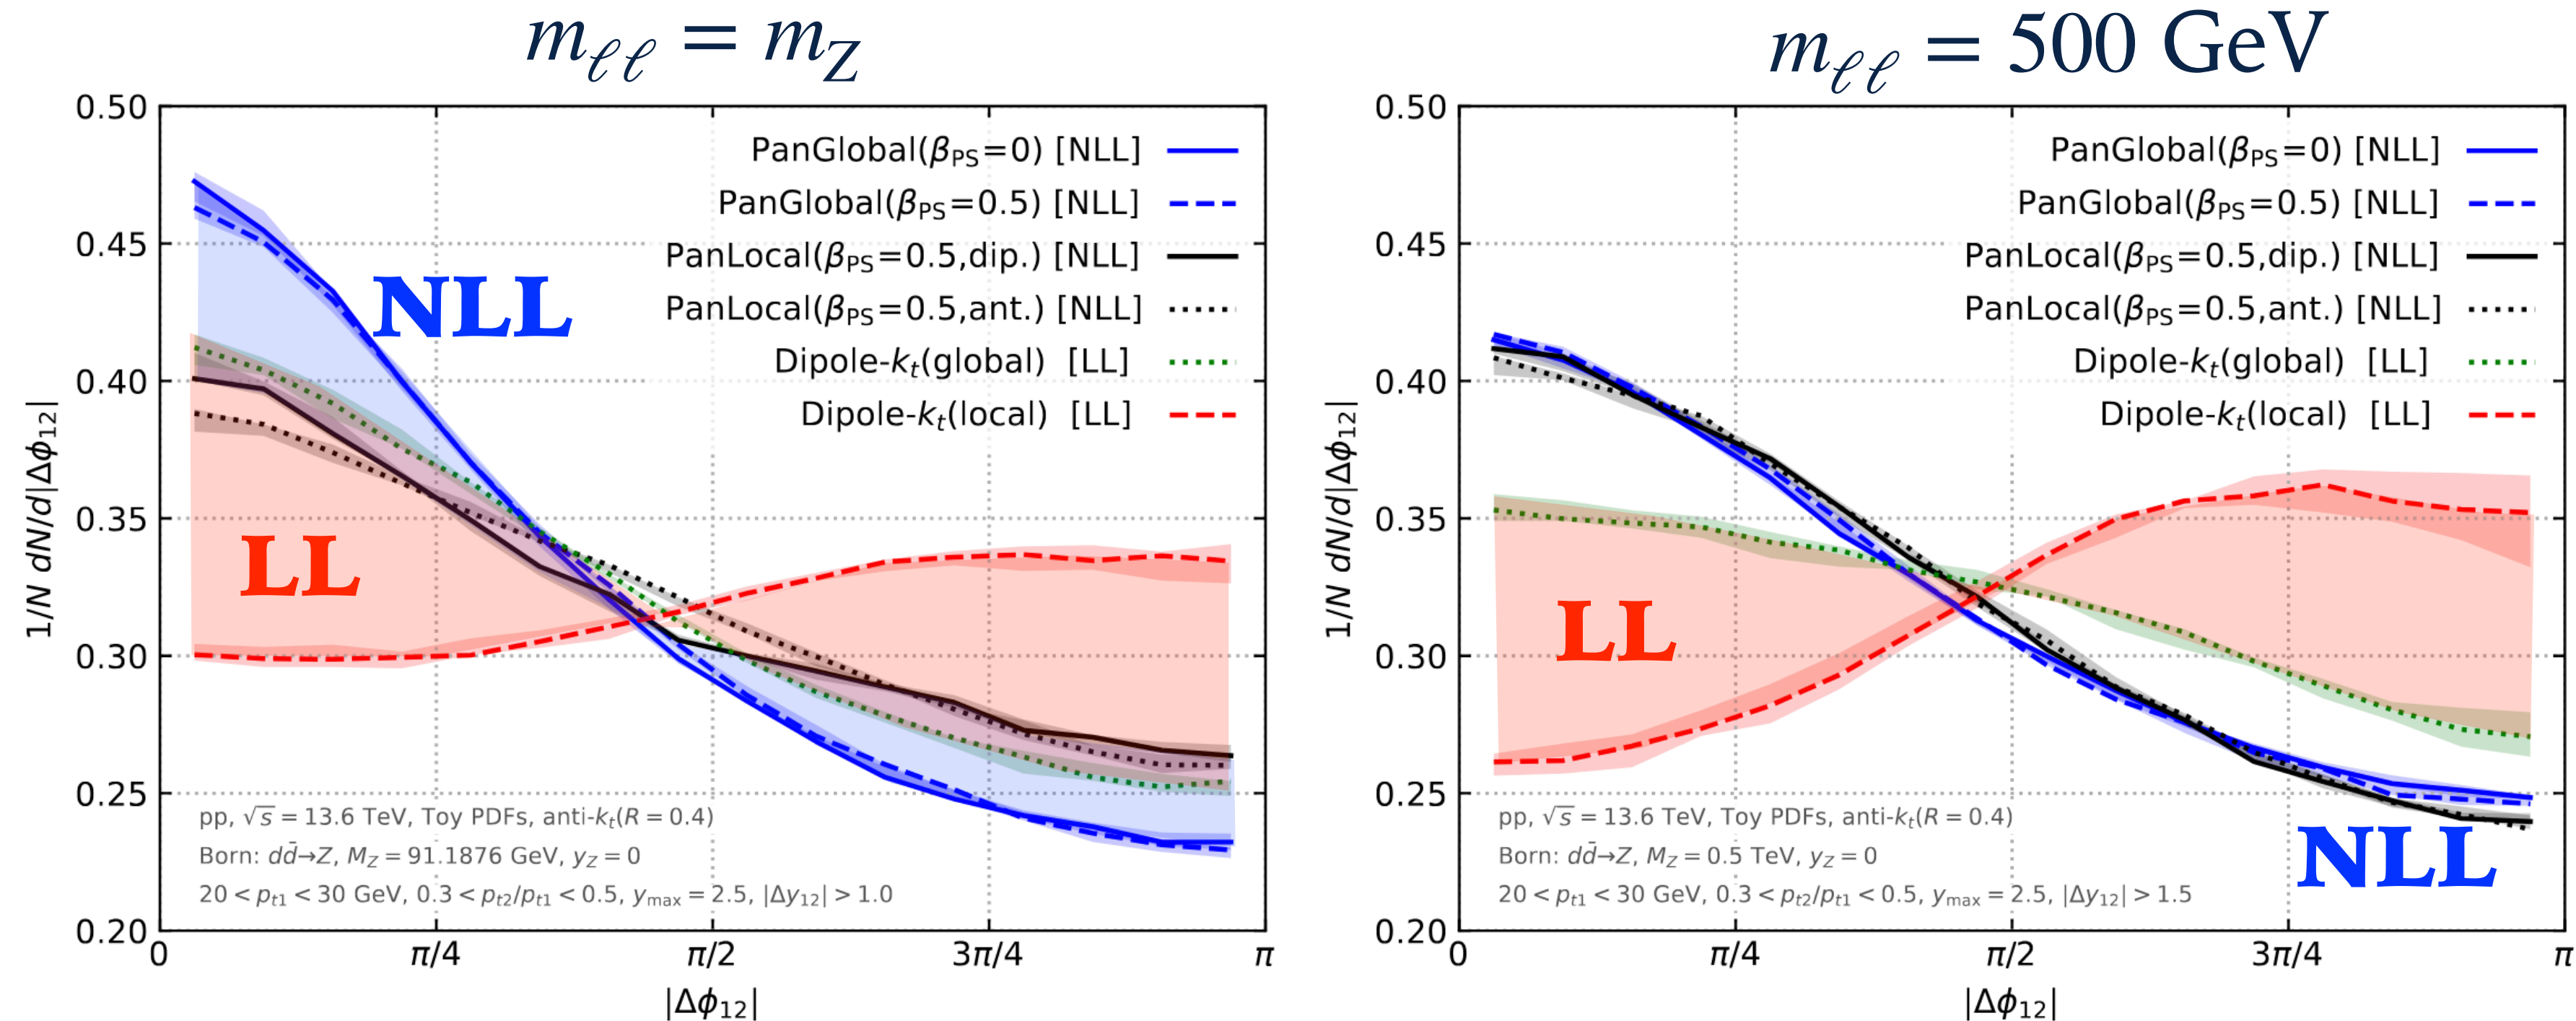 m_ℓℓ = m_Z
0.50
0.45
0.40
0.35
0.30
0.25
0.20
1/N dN/d|Δϕ₁₂|
PanGlobal(β_PS=0) [NLL]
PanGlobal(β_PS=0.5) [NLL]
PanLocal(β_PS=0.5,dip.) [NLL]
PanLocal(β_PS=0.5,ant.) [NLL]
Dipole-k_t(global) [LL]
Dipole-k_t(local) [LL]
NLL
LL
pp, √s = 13.6 TeV, Toy PDFs, anti-k_t(R = 0.4)
Born: dd̄→Z, M_Z = 91.1876 GeV, y_Z = 0
20 < p_t1 < 30 GeV, 0.3 < p_t2/p_t1 < 0.5, y_max = 2.5, |Δy₁₂| > 1.0
0 π/4 π/2 3π/4 π
|Δϕ₁₂|
m_ℓℓ = 500 GeV
0.50
0.45
0.40
0.35
0.30
0.25
0.20
1/N dN/d|Δϕ₁₂|
PanGlobal(β_PS=0) [NLL]
PanGlobal(β_PS=0.5) [NLL]
PanLocal(β_PS=0.5,dip.) [NLL]
PanLocal(β_PS=0.5,ant.) [NLL]
Dipole-k_t(global) [LL]
Dipole-k_t(local) [LL]
LL
NLL
pp, √s = 13.6 TeV, Toy PDFs, anti-k_t(R = 0.4)
Born: dd̄→Z, M_Z = 0.5 TeV, y_Z = 0
20 < p_t1 < 30 GeV, 0.3 < p_t2/p_t1 < 0.5, y_max = 2.5, |Δy₁₂| > 1.5
0 π/4 π/2 3π/4 π
|Δϕ₁₂|